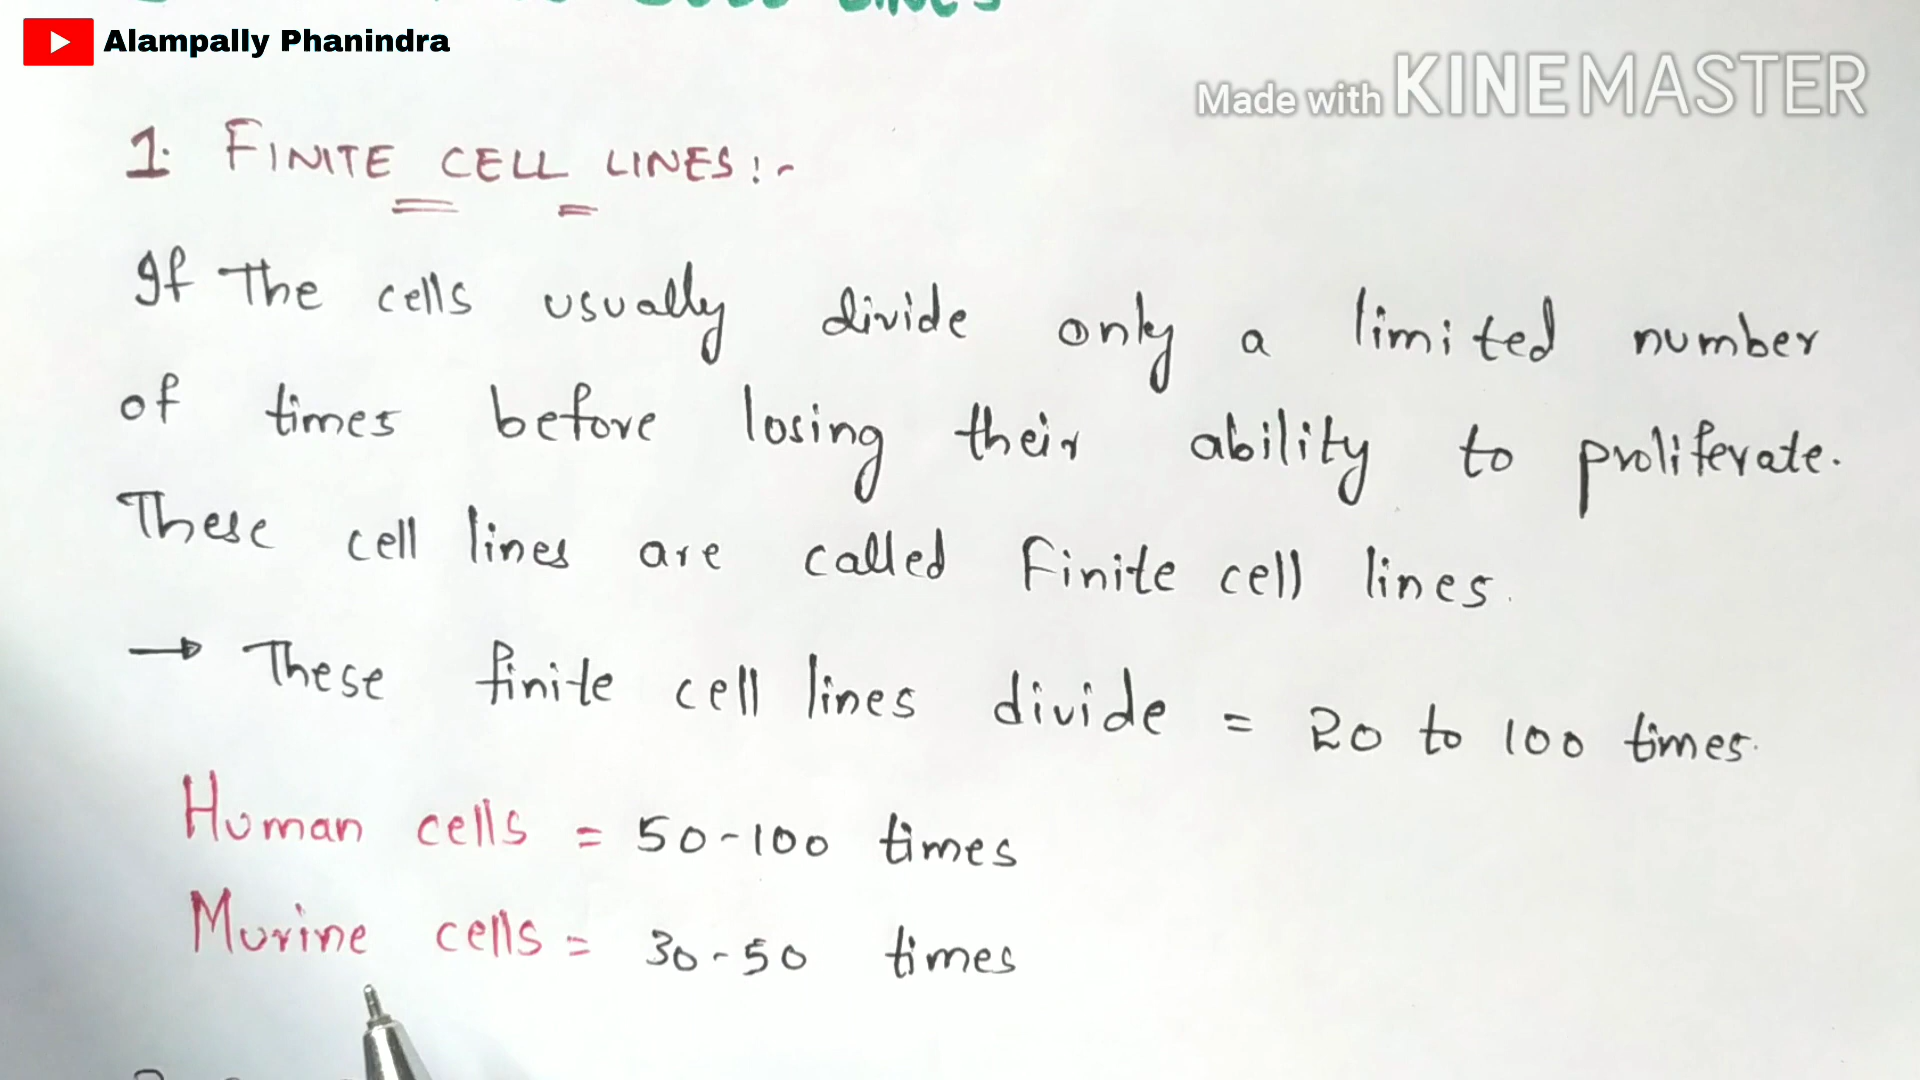 Alampally Phanindra
Made with KINEMASTER
1. FINITE CELL LINES:-
If The cells usually divide only a limited number
of times before losing their ability to proliferate.
These cell lines are called Finite cell lines.
→ These finite cell lines divide = 20 to 100 times.
Human cells = 50-100 times
Murine cells = 30-50 times